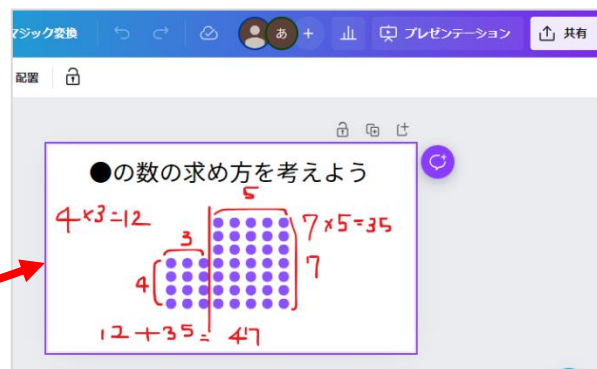 マジック変換
あ
+
プレゼンテーション
共有
配置
●の数の求め方を考えよう
5
4×3=12
7×5=35
3
4
7
12+35=47